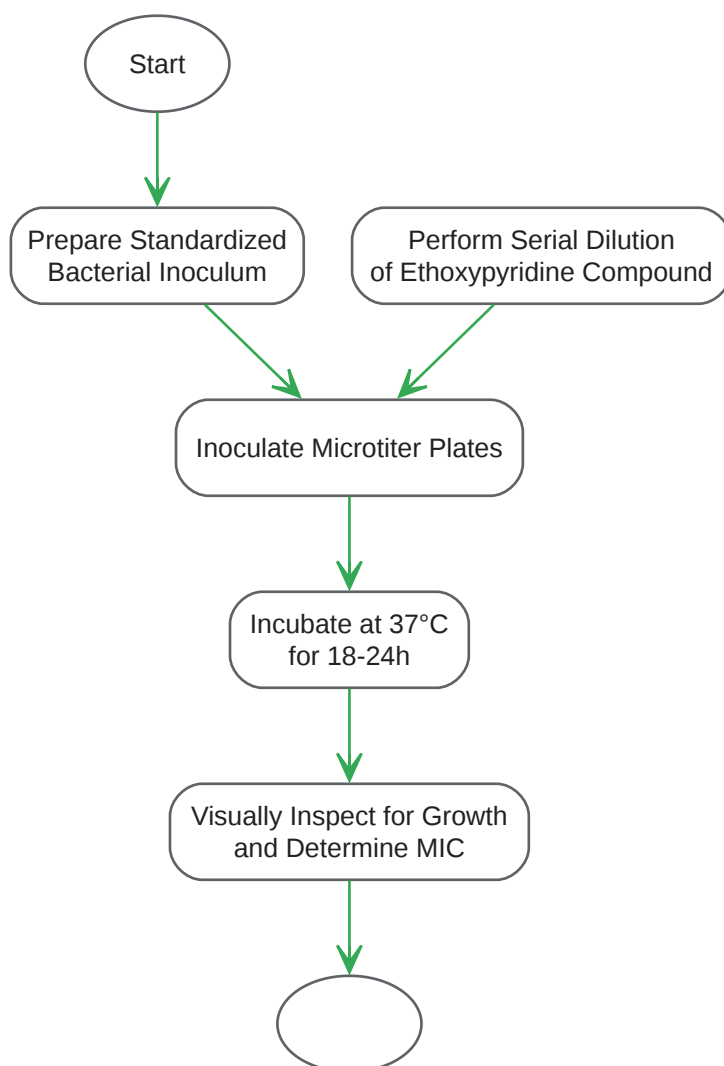 Start
Prepare Standardized
Bacterial Inoculum
Perform Serial Dilution
of Ethoxypyridine Compound
Inoculate Microtiter Plates
Incubate at 37°C
for 18-24h
Visually Inspect for Growth
and Determine MIC